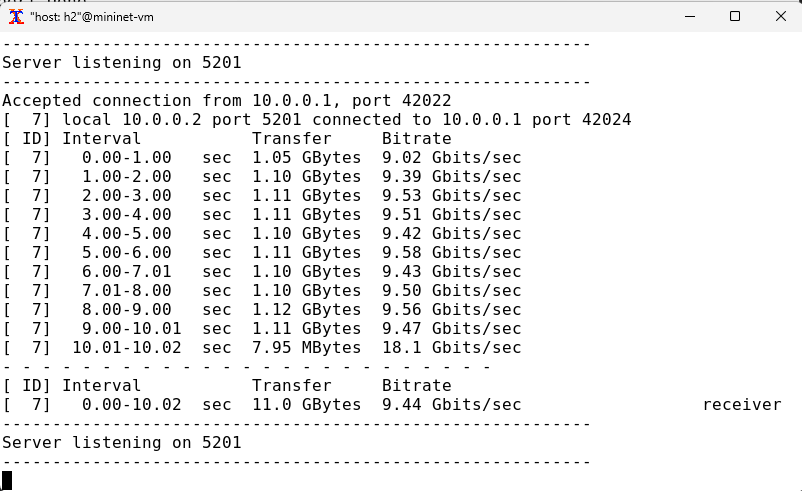 "host: h2"@mininet-vm
-----------------------------------------------------------
Server listening on 5201
-----------------------------------------------------------
Accepted connection from 10.0.0.1, port 42022
[  7] local 10.0.0.2 port 5201 connected to 10.0.0.1 port 42024
[ ID] Interval           Transfer     Bitrate
[  7]   0.00-1.00   sec  1.05 GBytes  9.02 Gbits/sec
[  7]   1.00-2.00   sec  1.10 GBytes  9.39 Gbits/sec
[  7]   2.00-3.00   sec  1.11 GBytes  9.53 Gbits/sec
[  7]   3.00-4.00   sec  1.11 GBytes  9.51 Gbits/sec
[  7]   4.00-5.00   sec  1.10 GBytes  9.42 Gbits/sec
[  7]   5.00-6.00   sec  1.11 GBytes  9.58 Gbits/sec
[  7]   6.00-7.01   sec  1.10 GBytes  9.43 Gbits/sec
[  7]   7.01-8.00   sec  1.10 GBytes  9.50 Gbits/sec
[  7]   8.00-9.00   sec  1.12 GBytes  9.56 Gbits/sec
[  7]   9.00-10.01  sec  1.11 GBytes  9.47 Gbits/sec
[  7]  10.01-10.02  sec  7.95 MBytes  18.1 Gbits/sec
- - - - - - - - - - - - - - - - - - - - - - - - -
[ ID] Interval           Transfer     Bitrate
[  7]   0.00-10.02  sec  11.0 GBytes  9.44 Gbits/sec                  receiver
-----------------------------------------------------------
Server listening on 5201
-----------------------------------------------------------